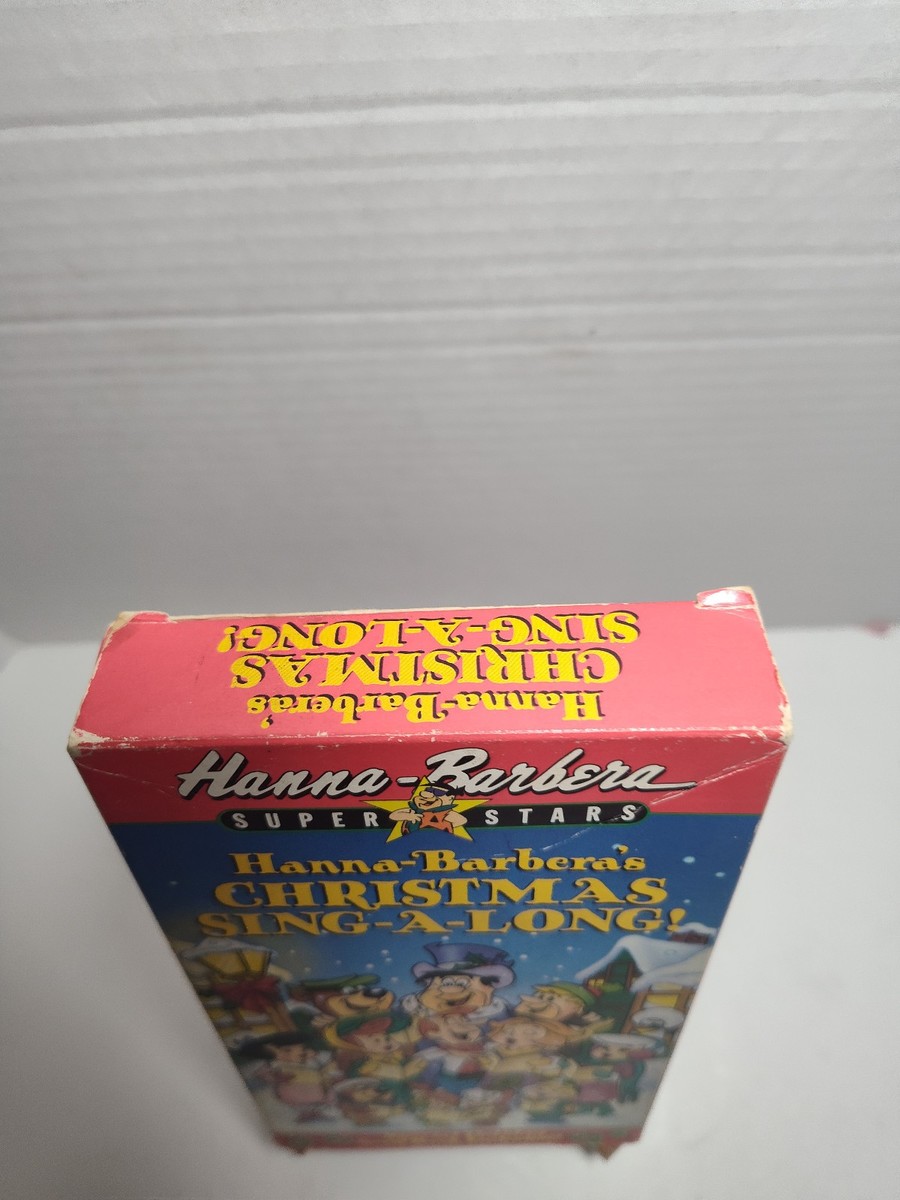 Hanna-Barbera's
CHRISTMAS
SING-A-LONG!
Hanna-Barbera
SUPER STARS
Hanna-Barbera's
CHRISTMAS
SING-A-LONG!